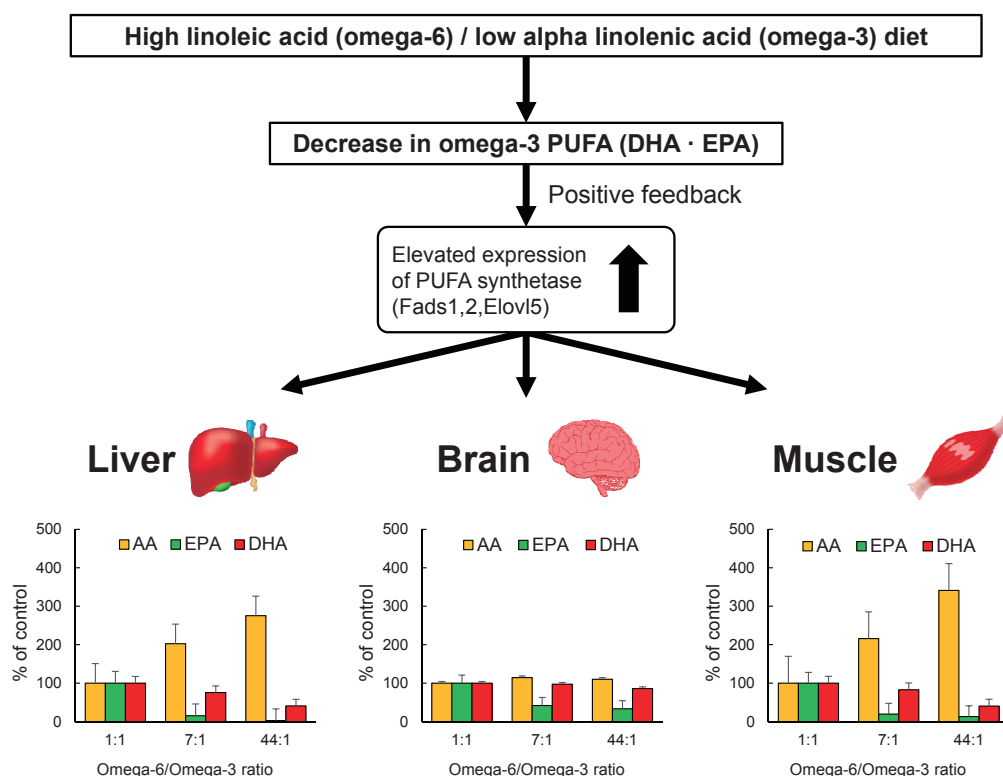 High linoleic acid (omega-6) / low alpha linolenic acid (omega-3) diet
Decrease in omega-3 PUFA (DHA · EPA)
Positive feedback
Elevated expression
of PUFA synthetase
(Fads1,2,Elovl5)
Liver
Brain
Muscle
% of control
500
400
300
200
100
0
AA EPA DHA
1:1 7:1 44:1
Omega-6/Omega-3 ratio
% of control
500
400
300
200
100
0
AA EPA DHA
1:1 7:1 44:1
Omega-6/Omega-3 ratio
% of control
500
400
300
200
100
0
AA EPA DHA
1:1 7:1 44:1
Omega-6/Omega-3 ratio